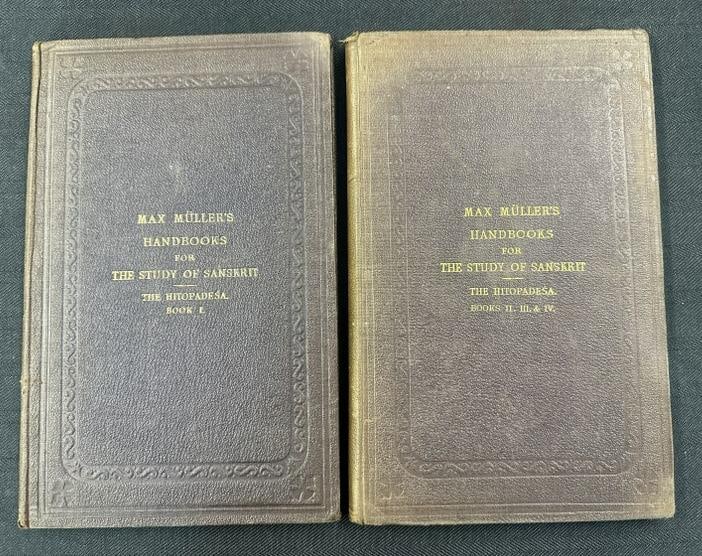 MAX MÜLLER'S
HANDBOOKS
FOR
THE STUDY OF SANSKRIT
THE HITOPADEŚA.
BOOK I.
MAX MÜLLER'S
HANDBOOKS
FOR
THE STUDY OF SANSKRIT
THE HITOPADEŚA.
BOOKS II. III. & IV.